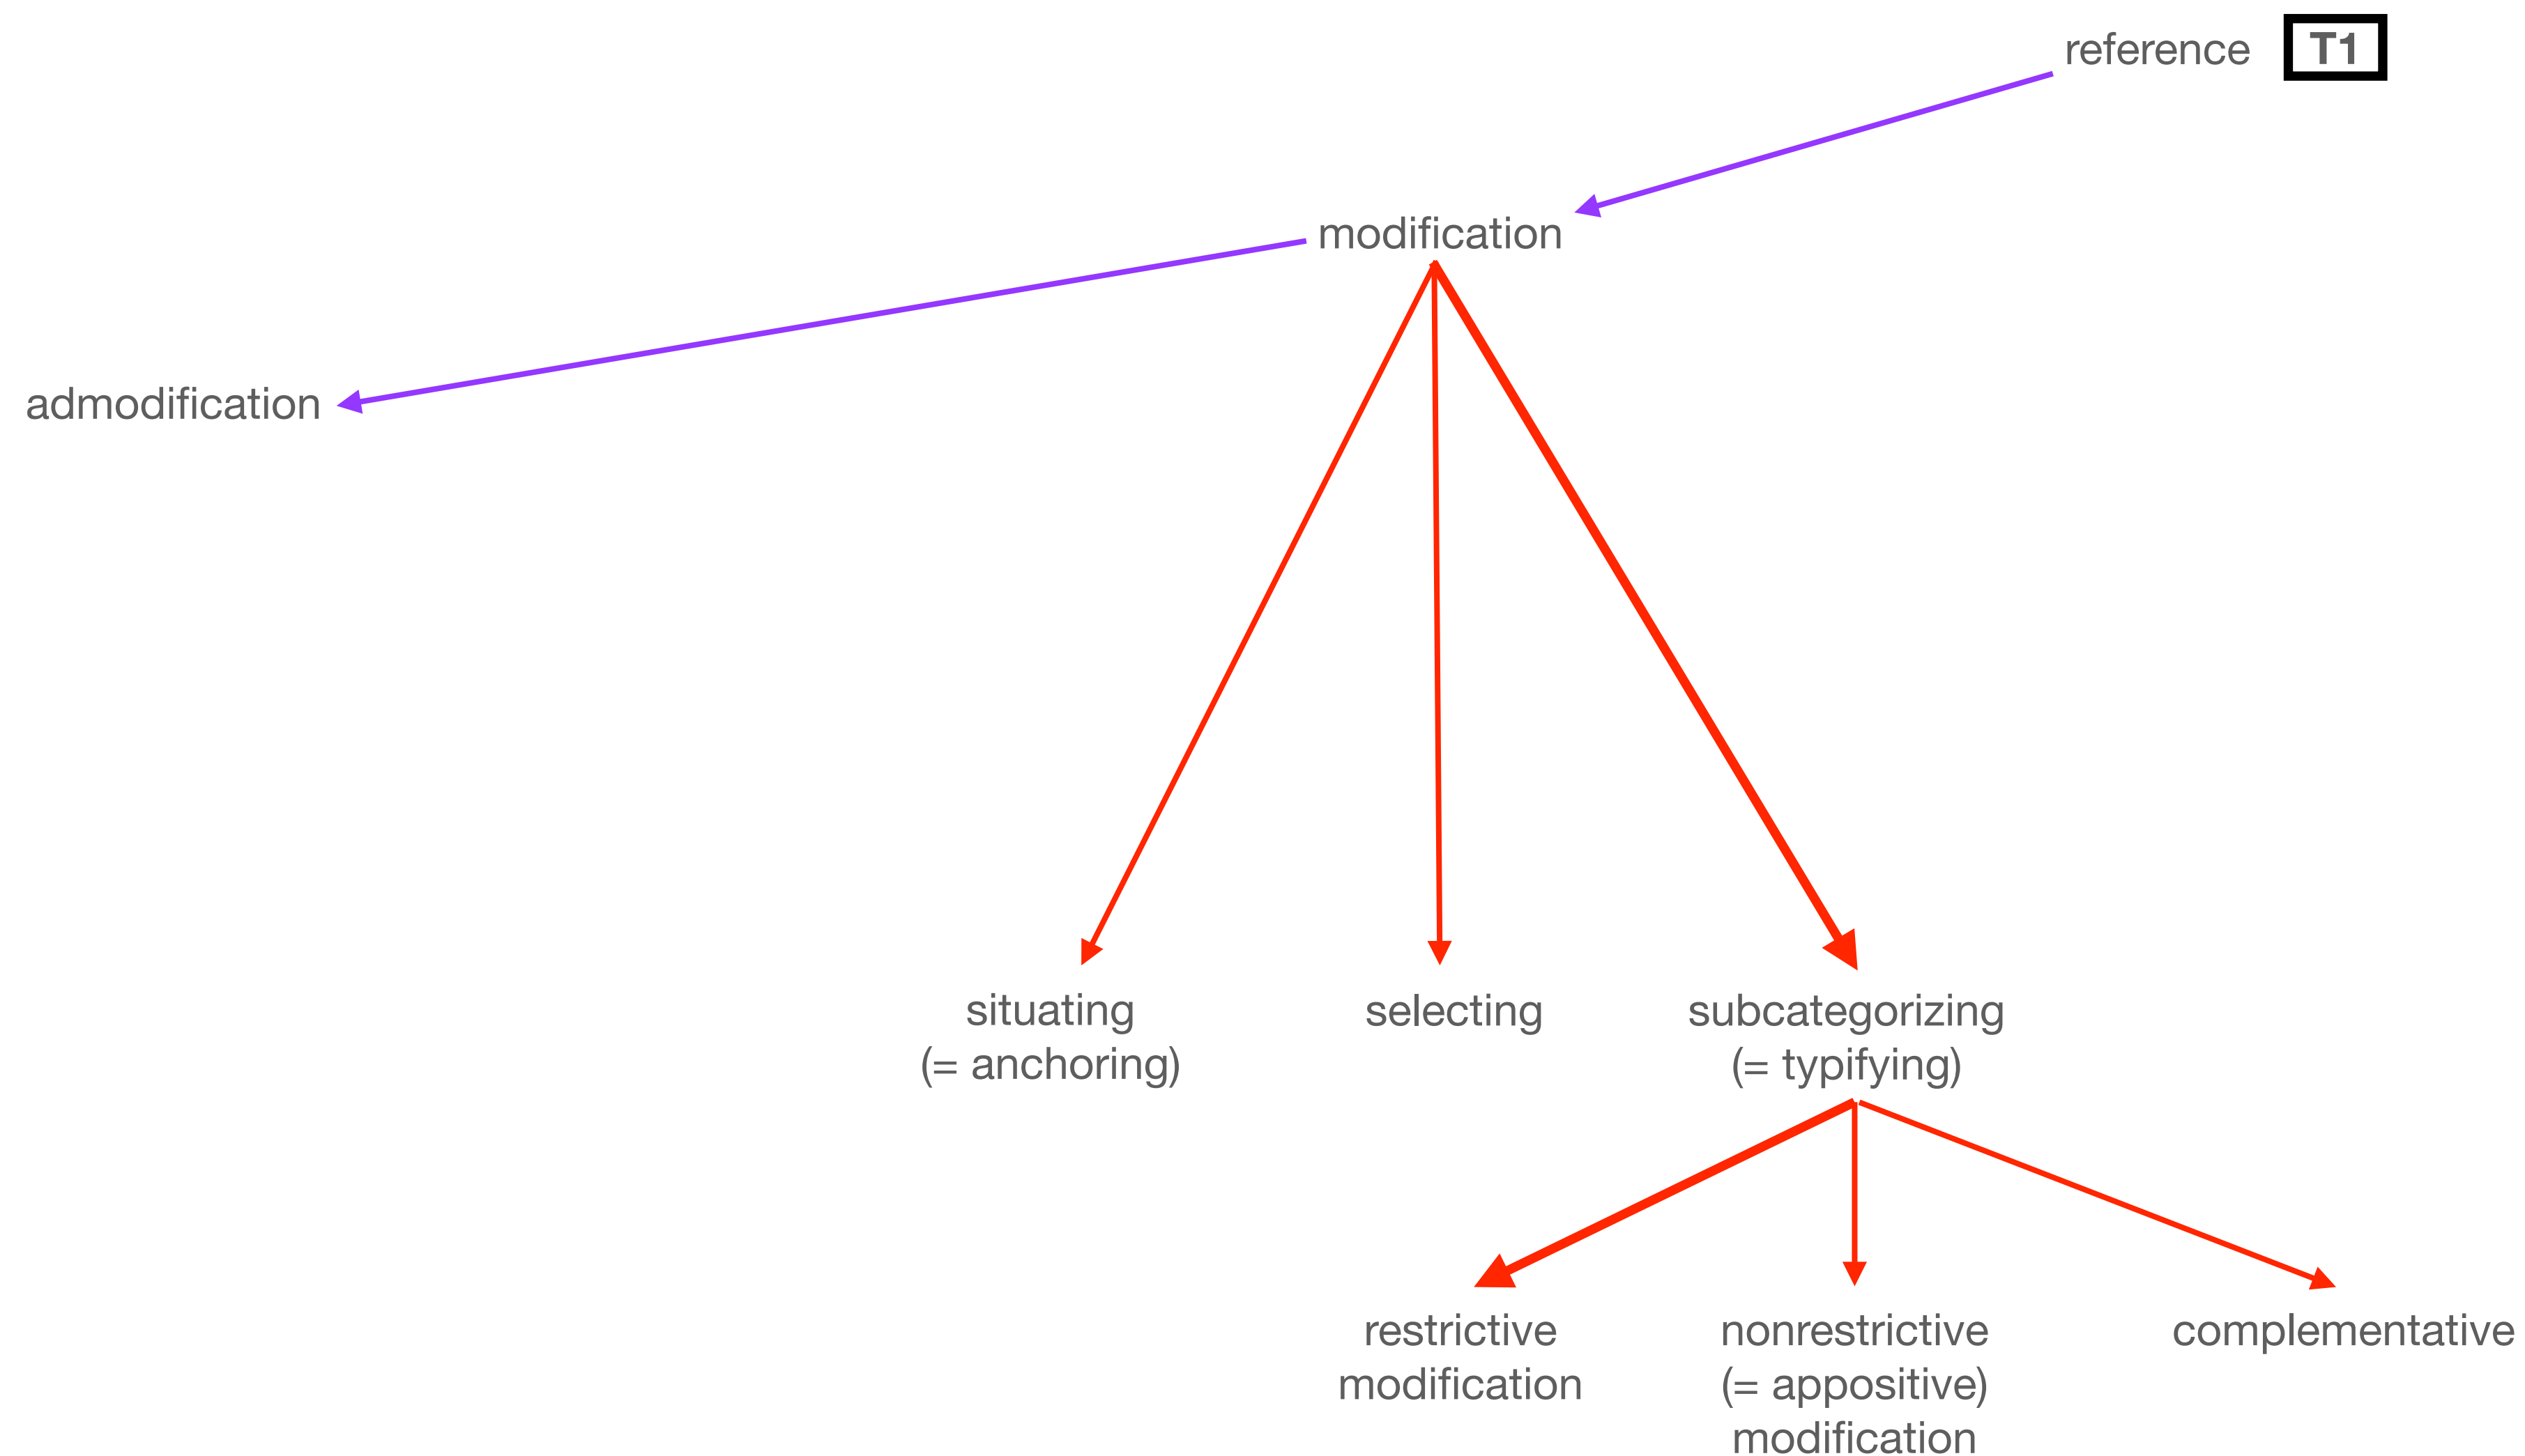 reference T1
modification
admodification
situating
(= anchoring)
selecting
subcategorizing
(= typifying)
restrictive
modification
nonrestrictive
(= appositive)
modification
complementative